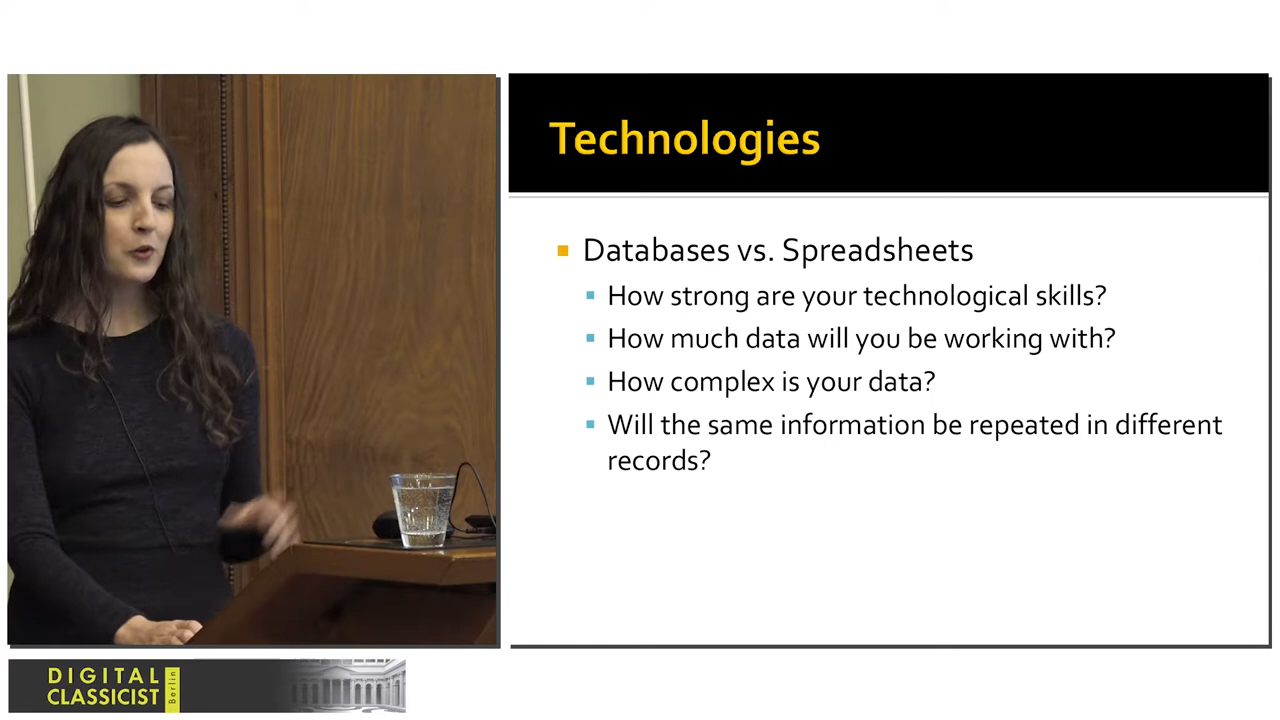 Technologies
Databases vs. Spreadsheets
How strong are your technological skills?
How much data will you be working with?
How complex is your data?
Will the same information be repeated in different
records?
DIGITAL
CLASSICIST
Berlin